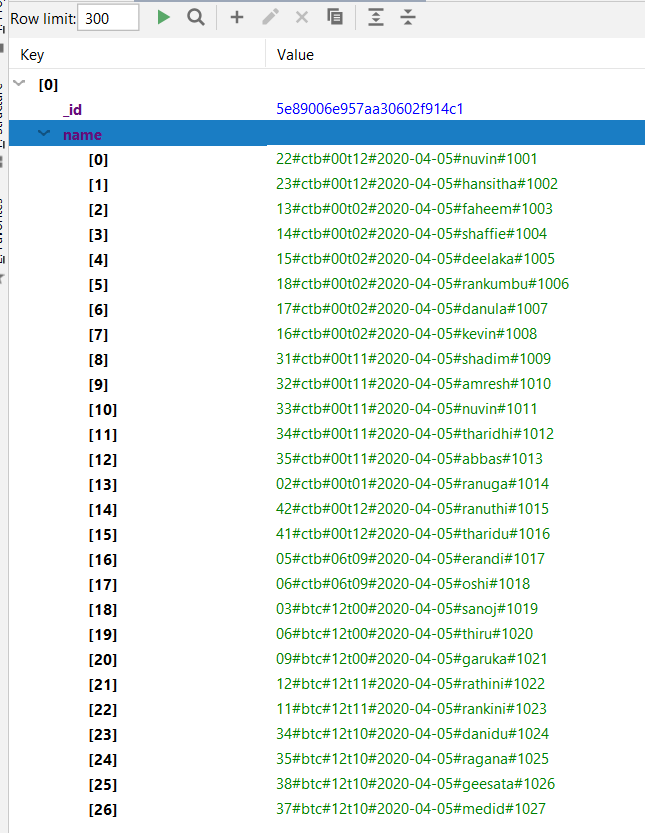 Row limit: 300
Key Value
[0]
_id 5e89006e957aa30602f914c1
name
[0] 22#ctb#00t12#2020-04-05#nuvin#1001
[1] 23#ctb#00t12#2020-04-05#hansitha#1002
[2] 13#ctb#00t02#2020-04-05#faheem#1003
[3] 14#ctb#00t02#2020-04-05#shaffie#1004
[4] 15#ctb#00t02#2020-04-05#deelaka#1005
[5] 18#ctb#00t02#2020-04-05#rankumbu#1006
[6] 17#ctb#00t02#2020-04-05#danula#1007
[7] 16#ctb#00t02#2020-04-05#kevin#1008
[8] 31#ctb#00t11#2020-04-05#shadim#1009
[9] 32#ctb#00t11#2020-04-05#amresh#1010
[10] 33#ctb#00t11#2020-04-05#nuvin#1011
[11] 34#ctb#00t11#2020-04-05#tharidhi#1012
[12] 35#ctb#00t11#2020-04-05#abbas#1013
[13] 02#ctb#00t01#2020-04-05#ranuga#1014
[14] 42#ctb#00t12#2020-04-05#ranuthi#1015
[15] 41#ctb#00t12#2020-04-05#tharidu#1016
[16] 05#ctb#06t09#2020-04-05#erandi#1017
[17] 06#ctb#06t09#2020-04-05#oshi#1018
[18] 03#btc#12t00#2020-04-05#sanoj#1019
[19] 06#btc#12t00#2020-04-05#thiru#1020
[20] 09#btc#12t00#2020-04-05#garuka#1021
[21] 12#btc#12t11#2020-04-05#rathini#1022
[22] 11#btc#12t11#2020-04-05#rankini#1023
[23] 34#btc#12t10#2020-04-05#danidu#1024
[24] 35#btc#12t10#2020-04-05#ragana#1025
[25] 38#btc#12t10#2020-04-05#geesata#1026
[26] 37#btc#12t10#2020-04-05#medid#1027